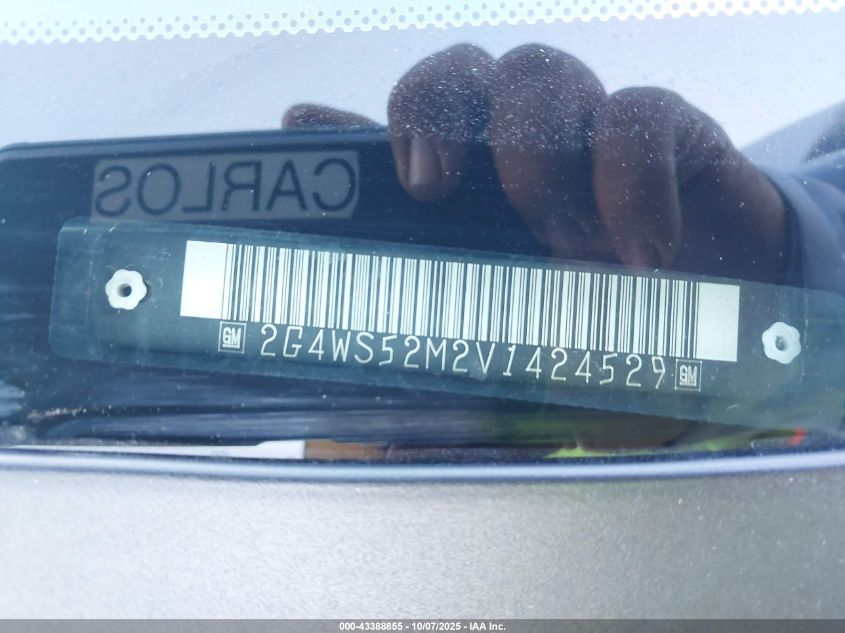 CARLOS
GM 2G4WS52M2V1424529 GM
000-43388855 - 10/07/2025 - IAA Inc.